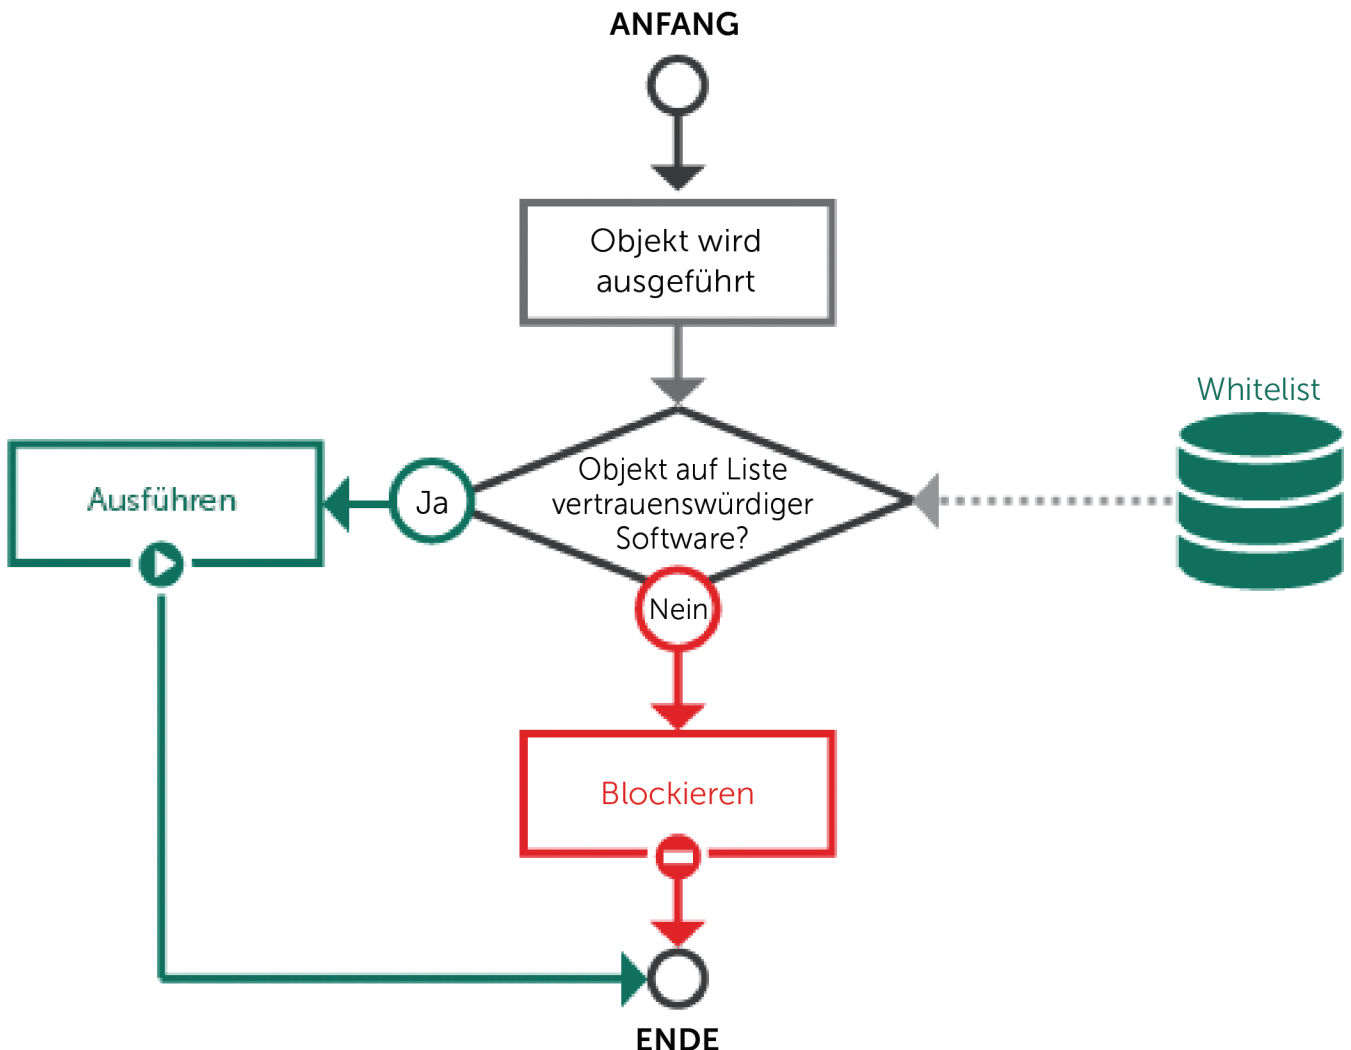 ANFANG
Objekt wird
ausgeführt
Whitelist
Objekt auf Liste
vertrauenswürdiger
Software?
Ja
Ausführen
Nein
Blockieren
ENDE